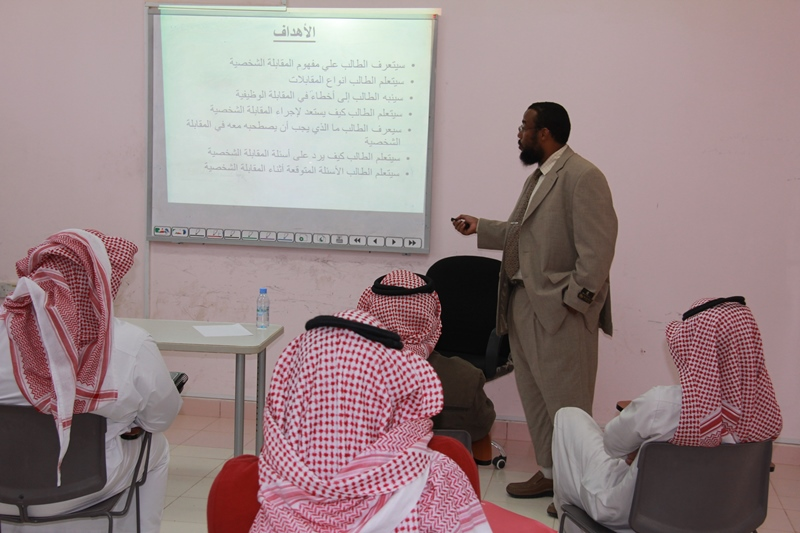 الأهداف
سيتعرف الطالب علي مفهوم المقابلة الشخصية
سيتعلم الطالب انواع المقابلات
سينبه الطالب إلى أخطاء في المقابلة الوظيفية
سيتعلم الطالب كيف يستعد لإجراء المقابلة الشخصية
سيعرف الطالب ما الذي يجب أن يصطحبه معه في المقابلة
الشخصية
سيتعلم الطالب كيف يرد على أسئلة المقابلة الشخصية
سيتعلم الطالب الأسئلة المتوقعة أثناء المقابلة الشخصية